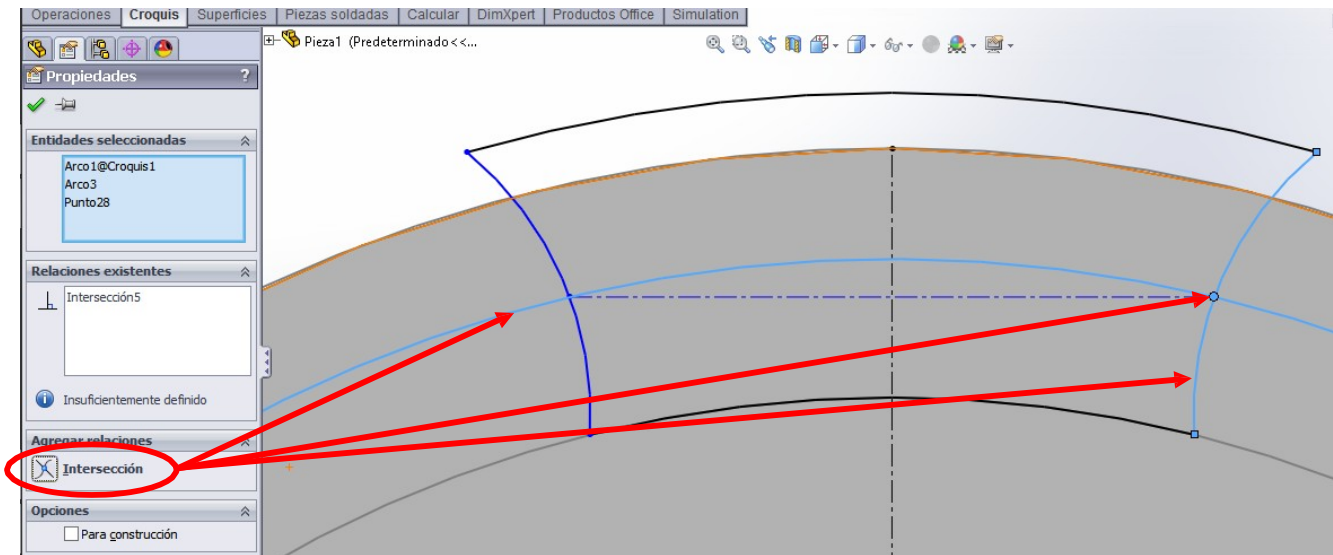 Operaciones Croquis Superficies Piezas soldadas Calcular DimXpert Productos Office Simulation
Pieza1 (Predeterminado<<...
Propiedades ?
Entidades seleccionadas
Arco1@Croquis1
Arco3
Punto28
Relaciones existentes
Intersección5
Insuficientemente definido
Agregar relaciones
Intersección
Opciones
Para construcción